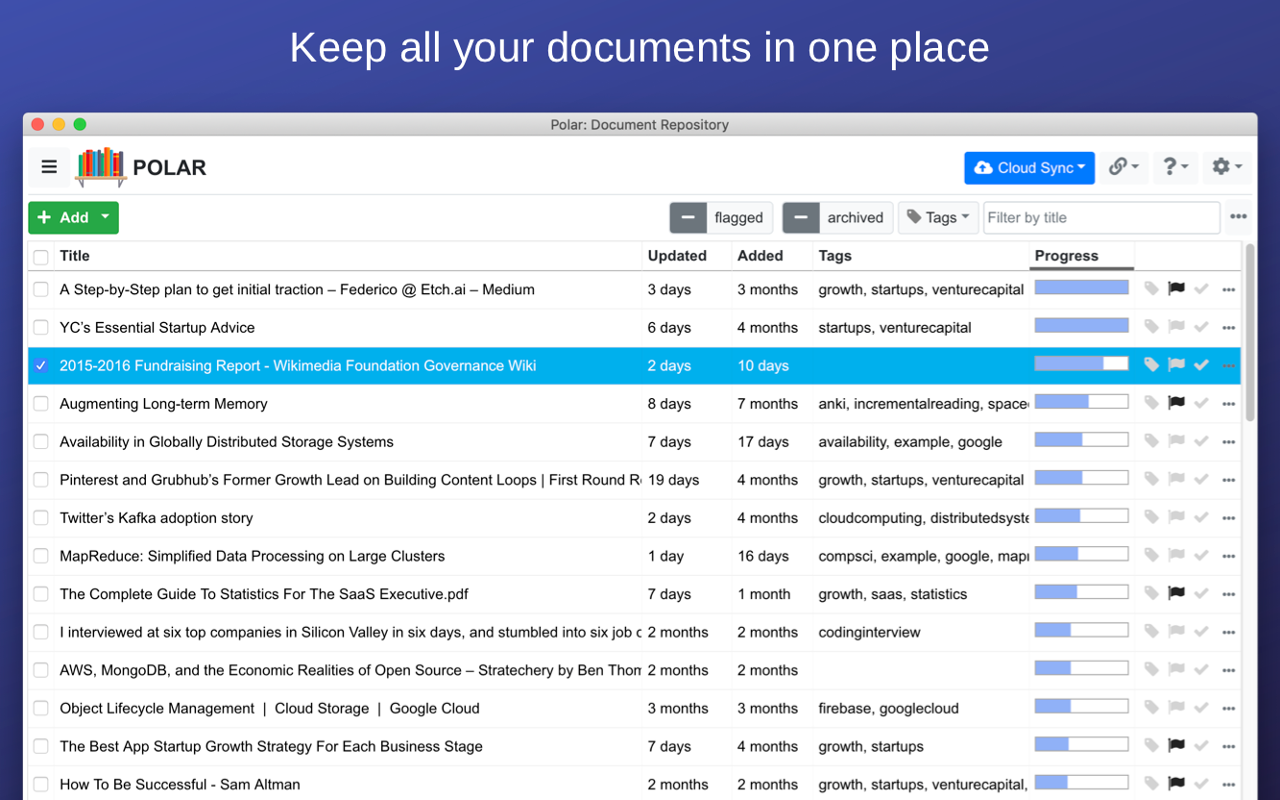 Keep all your documents in one place
Polar: Document Repository
POLAR
Cloud Sync
?
+ Add
flagged
archived
Tags
Filter by title
Title Updated Added Tags Progress
A Step-by-Step plan to get initial traction – Federico @ Etch.ai – Medium 3 days 3 months growth, startups, venturecapital
YC’s Essential Startup Advice 6 days 4 months startups, venturecapital
2015-2016 Fundraising Report - Wikimedia Foundation Governance Wiki 2 days 10 days
Augmenting Long-term Memory 8 days 7 months anki, incrementalreading, space
Availability in Globally Distributed Storage Systems 7 days 17 days availability, example, google
Pinterest and Grubhub’s Former Growth Lead on Building Content Loops | First Round R 19 days 4 months growth, startups, venturecapital
Twitter’s Kafka adoption story 2 days 4 months cloudcomputing, distributedsyste
MapReduce: Simplified Data Processing on Large Clusters 1 day 16 days compsci, example, google, mapr
The Complete Guide To Statistics For The SaaS Executive.pdf 7 days 1 month growth, saas, statistics
I interviewed at six top companies in Silicon Valley in six days, and stumbled into six job o 2 months 2 months codinginterview
AWS, MongoDB, and the Economic Realities of Open Source – Stratechery by Ben Thom 2 months 2 months
Object Lifecycle Management | Cloud Storage | Google Cloud 3 months 3 months firebase, googlecloud
The Best App Startup Growth Strategy For Each Business Stage 7 days 4 months growth, startups
How To Be Successful - Sam Altman 2 months 2 months growth, startups, venturecapital,